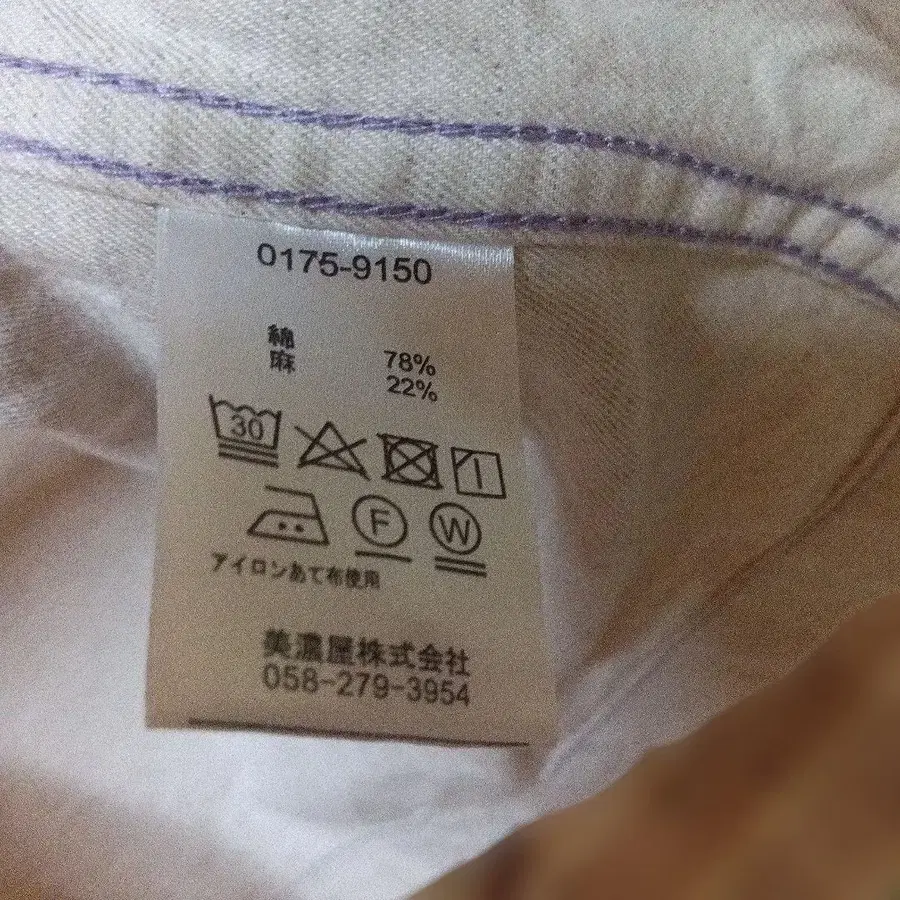 0175-9150
綿
麻
78%
22%
30
F
W
アイロンあて布使用
美濃屋株式会社
058-279-3954